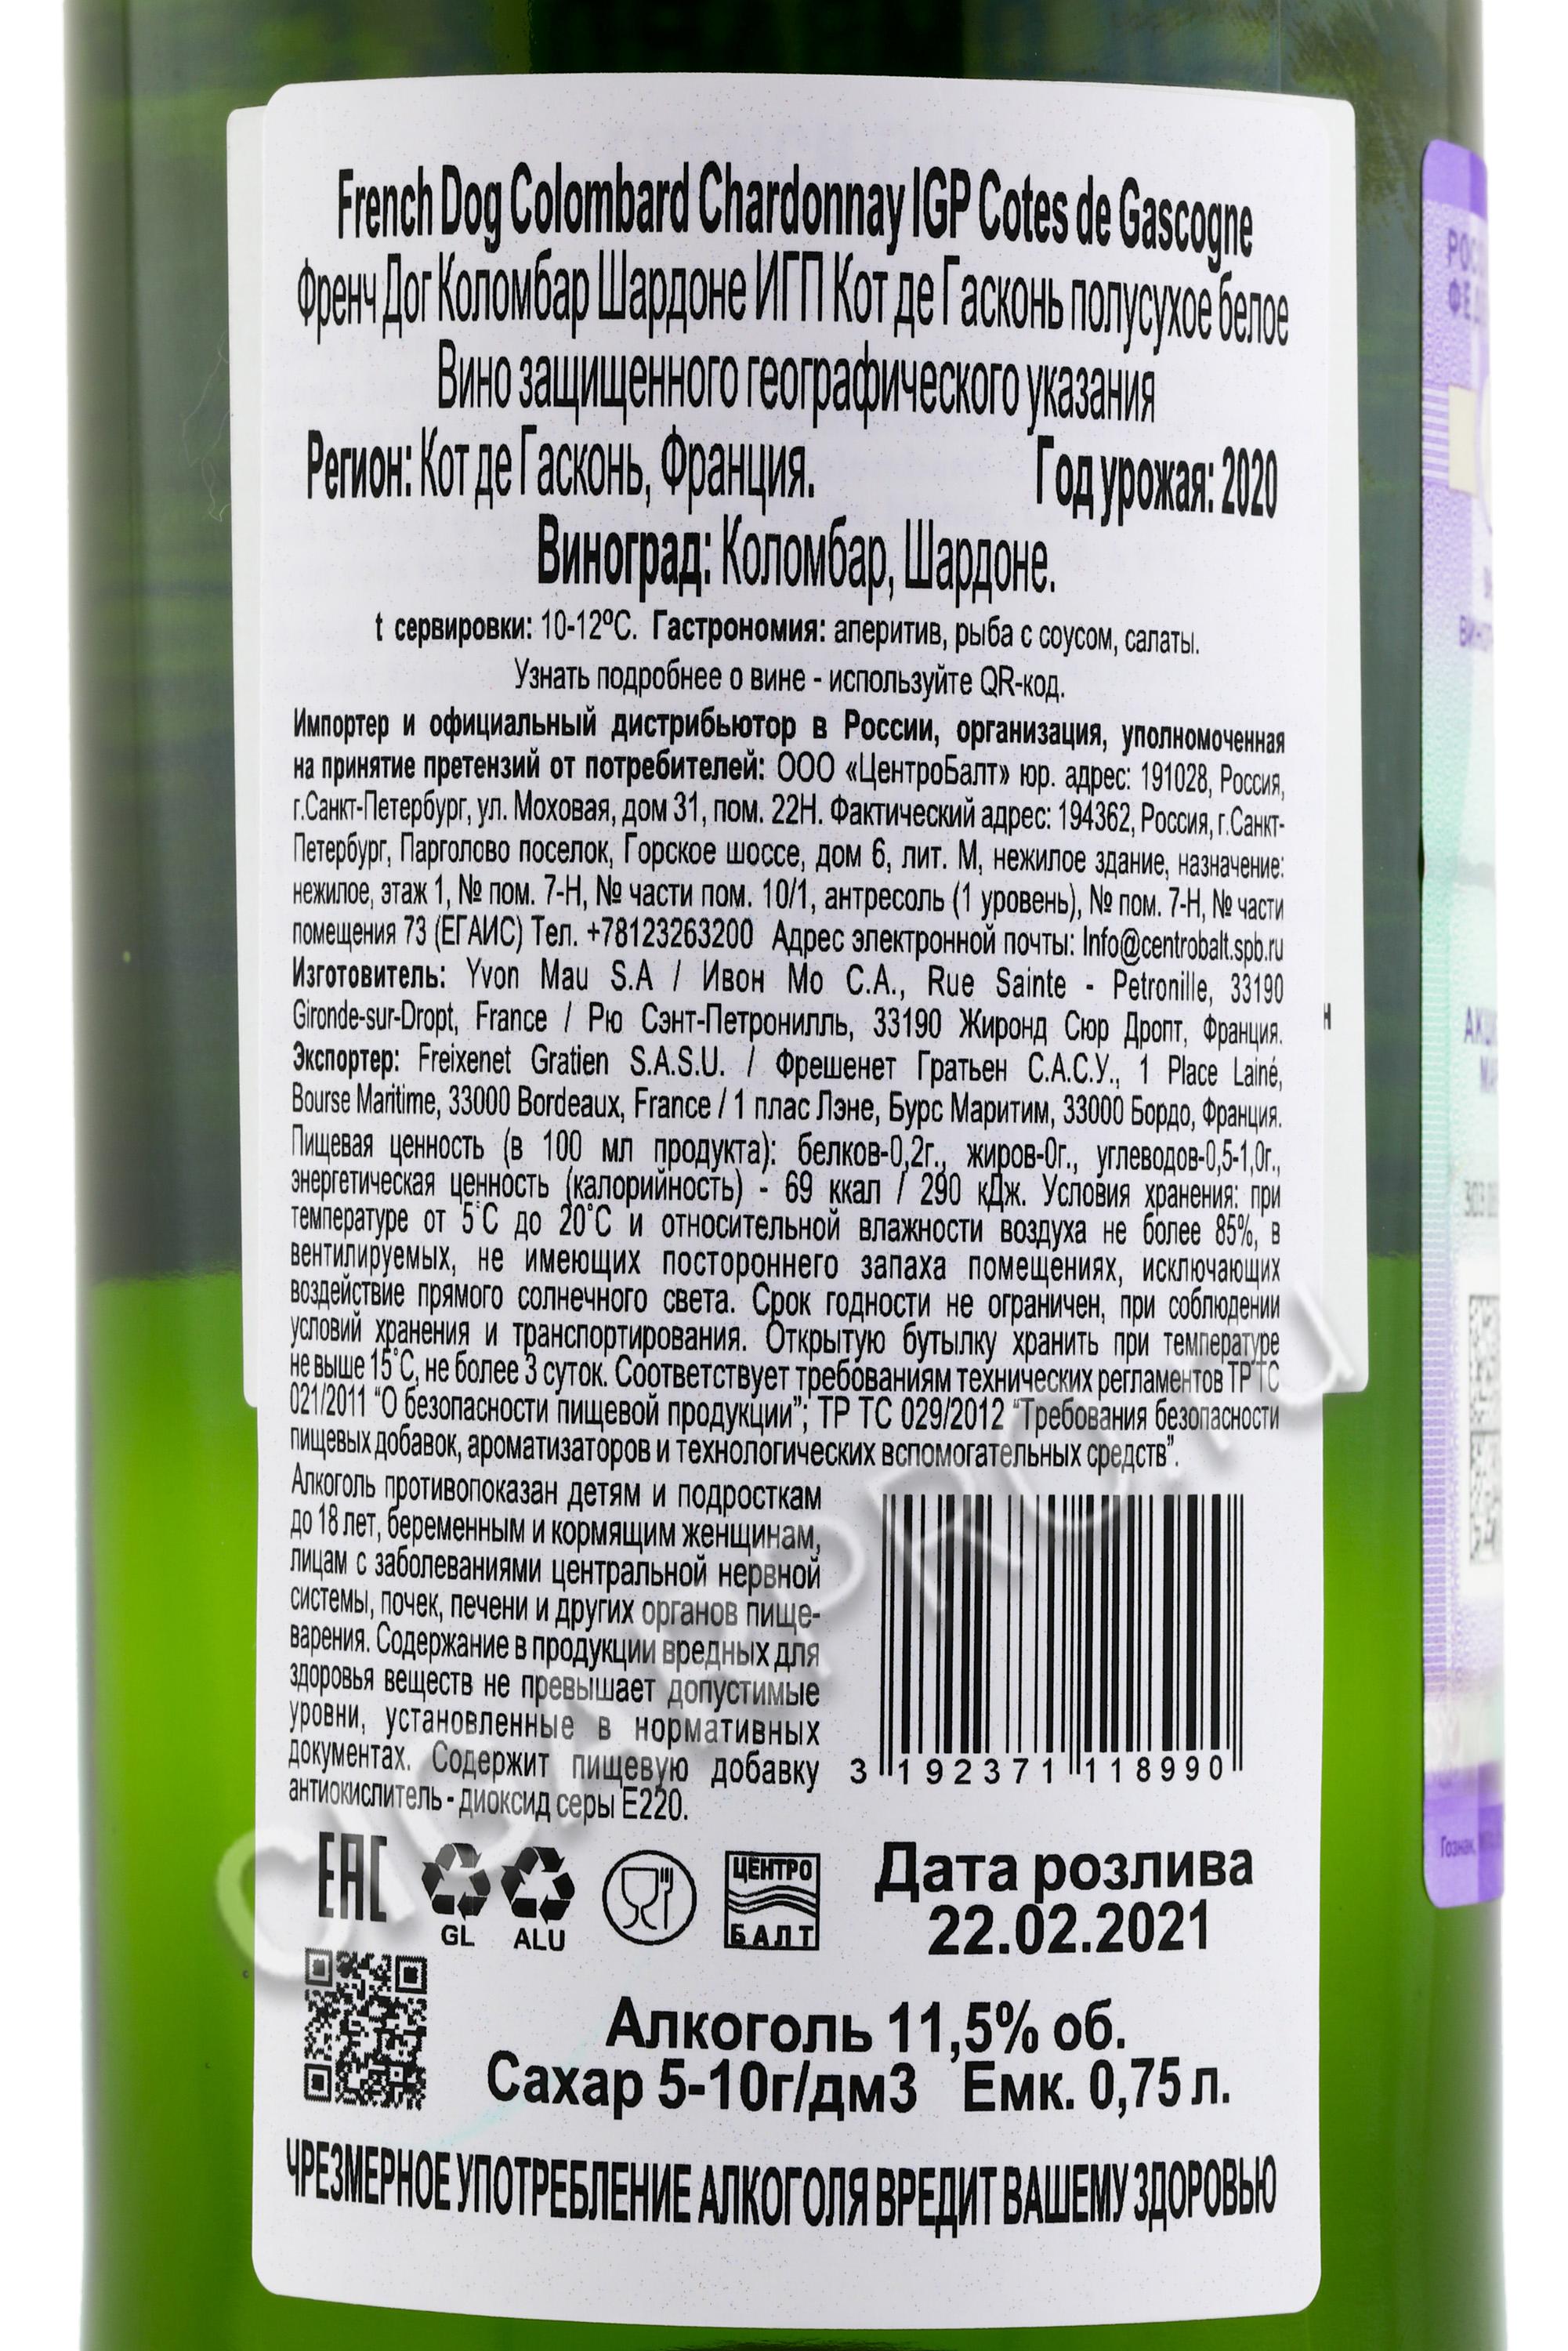 French Dog Colombard Chardonnay IGP Cotes de Gascogne
Френч Дог Коломбар Шардоне ИГП Кот де Гасконь полусухое белое
Вино защищенного географического указания
Регион: Кот де Гасконь, Франция. Год урожая: 2020
Виноград: Коломбар, Шардоне.
t сервировки: 10-12ºC. Гастрономия: аперитив, рыба с соусом, салаты.
Узнать подробнее о вине - используйте QR-код.
Импортер и официальный дистрибьютор в России, организация, уполномоченная
на принятие претензий от потребителей: ООО «ЦентроБалт» юр. адрес: 191028, Россия,
г.Санкт-Петербург, ул. Моховая, дом 31, пом. 22Н. Фактический адрес: 194362, Россия, г.Санкт-
Петербург, Парголово поселок, Горское шоссе, дом 6, лит. М, нежилое здание, назначение:
нежилое, этаж 1, № пом. 7-Н, № части пом. 10/1, антресоль (1 уровень), № пом. 7-Н, № части
помещения 73 (ЕГАИС) Тел. +78123263200 Адрес электронной почты: Info@centrobalt.spb.ru
Изготовитель: Yvon Mau S.A / Ивон Мо С.А., Rue Sainte - Petronille, 33190
Gironde-sur-Dropt, France / Рю Сэнт-Петронилль, 33190 Жиронд Сюр Дропт, Франция.
Экспортер: Freixenet Gratien S.A.S.U. / Фрешенет Гратьен С.А.С.У., 1 Place Lainé,
Bourse Maritime, 33000 Bordeaux, France / 1 плас Лэне, Бурс Маритим, 33000 Бордо, Франция.
Пищевая ценность (в 100 мл продукта): белков-0,2г., жиров-0г., углеводов-0,5-1,0г.,
энергетическая ценность (калорийность) - 69 ккал / 290 кДж. Условия хранения: при
температуре от 5˚С до 20˚С и относительной влажности воздуха не более 85%, в
вентилируемых, не имеющих постороннего запаха помещениях, исключающих
воздействие прямого солнечного света. Срок годности не ограничен, при соблюдении
условий хранения и транспортирования. Открытую бутылку хранить при температуре
не выше 15˚С, не более 3 суток. Соответствует требованиям технических регламентов ТР ТС
021/2011 “О безопасности пищевой продукции”; ТР ТС 029/2012 “Требования безопасности
пищевых добавок, ароматизаторов и технологических вспомогательных средств”.
Алкоголь противопоказан детям и подросткам
до 18 лет, беременным и кормящим женщинам,
лицам с заболеваниями центральной нервной
системы, почек, печени и других органов пище-
варения. Содержание в продукции вредных для
здоровья веществ не превышает допустимые
уровни, установленные в нормативных
документах. Содержит пищевую добавку
антиокислитель - диоксид серы Е220.
3 192371 118990
EAC
GL ALU
ЦЕНТРО
БАЛТ
Дата розлива
22.02.2021
Алкоголь 11,5% об.
Сахар 5-10г/дм3 Емк. 0,75 л.
ЧРЕЗМЕРНОЕ УПОТРЕБЛЕНИЕ АЛКОГОЛЯ ВРЕДИТ ВАШЕМУ ЗДОРОВЬЮ
CIGARPRO.ru